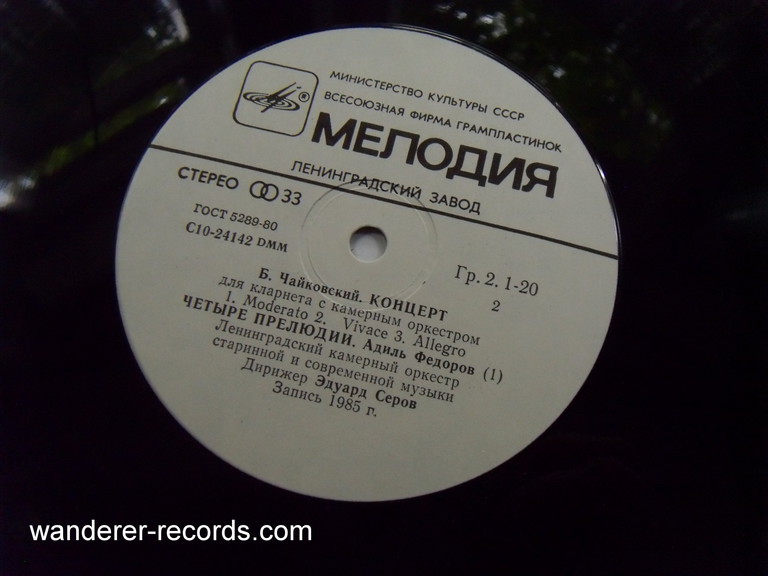 МИНИСТЕРСТВО КУЛЬТУРЫ СССР
ВСЕСОЮЗНАЯ ФИРМА ГРАМПЛАСТИНОК
®
МЕЛОДИЯ
ЛЕНИНГРАДСКИЙ ЗАВОД
СТЕРЕО 33
ГОСТ 5289-80
С10-24142 DMM
Гр. 2. 1-20
2
Б. Чайковский. КОНЦЕРТ
для кларнета с камерным оркестром
1. Moderato 2. Vivace 3. Allegro
ЧЕТЫРЕ ПРЕЛЮДИИ. Адиль Федоров (1)
Ленинградский камерный оркестр
старинной и современной музыки
Дирижер Эдуард Серов
Запись 1985 г.
wanderer-records.com